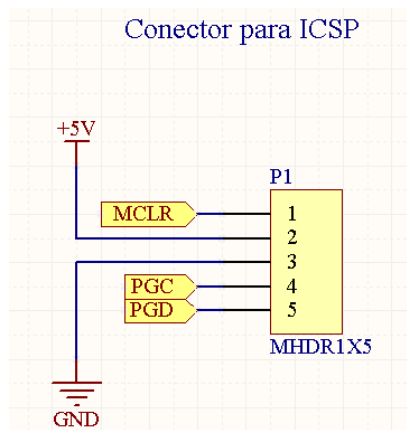 Conector para ICSP
+5V
P1
MCLR
1
2
3
PGC
4
PGD
5
MHDR1X5
GND